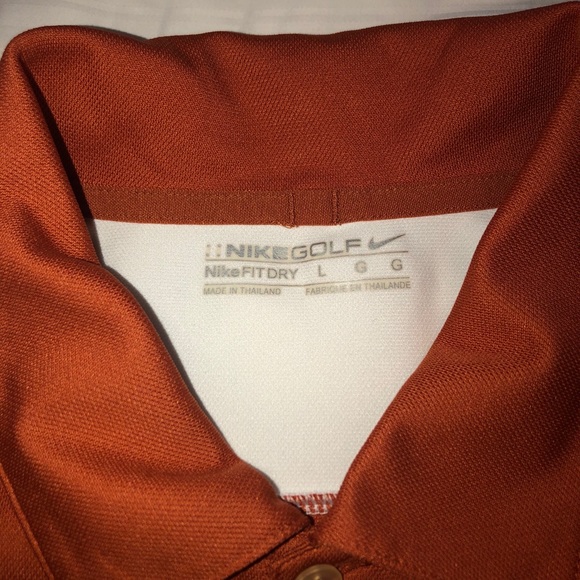 NIKEGOLF
NikeFITDRY L G G
MADE IN THAILAND FABRIQUE EN THAILANDE